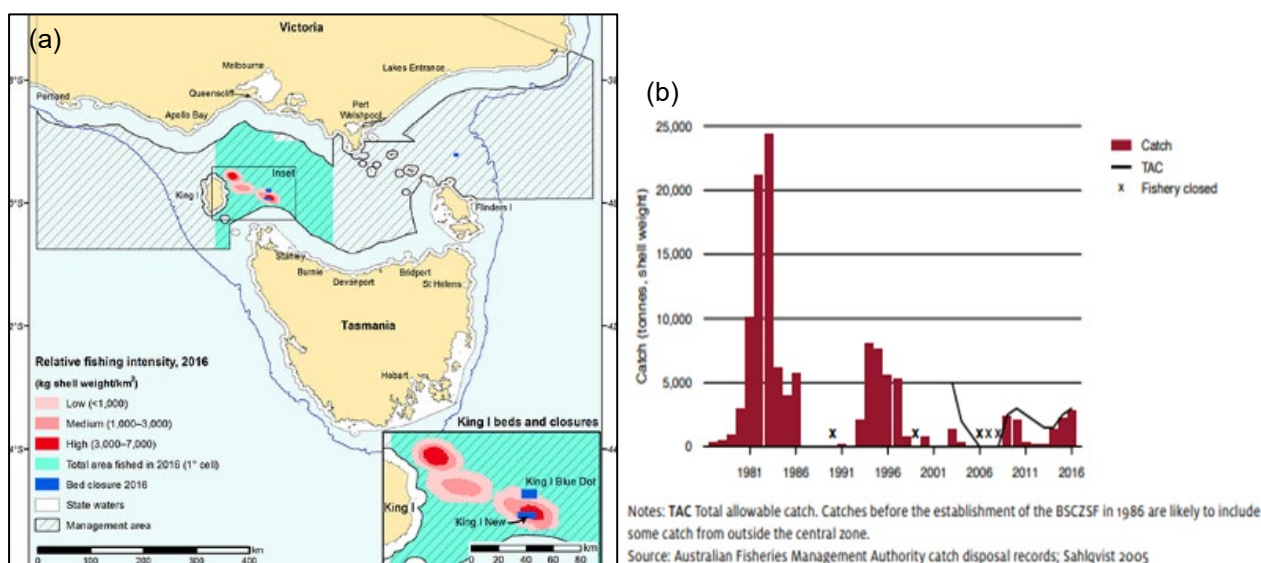 (a)
Victoria
Melbourne
Lakes Entrance
Queenscliff
Portland
Apollo Bay
Port
Welshpool
Inset
King I
Flinders I
Stanley
Burnie
Devonport
Bridport
St Helens
Tasmania
Hobart
Relative fishing intensity, 2016
(kg shell weight/km²)
Low (<1,000)
Medium (1,000–3,000)
High (3,000–7,000)
Total area fished in 2016 (1° cell)
Bed closure 2016
State waters
Management area
km
0 100 200 300 400
King I beds and closures
King I
King I Blue Dot
King I New
km
0 20 40 60 80
(b)
25,000
20,000
15,000
10,000
5,000
0
Catch (tonnes, shell weight)
1981 1986 1991 1996 2001 2006 2011 2016
Catch
TAC
x Fishery closed
Notes: TAC Total allowable catch. Catches before the establishment of the BSCZSF in 1986 are likely to include
some catch from outside the central zone.
Source: Australian Fisheries Management Authority catch disposal records; Sahlqvist 2005